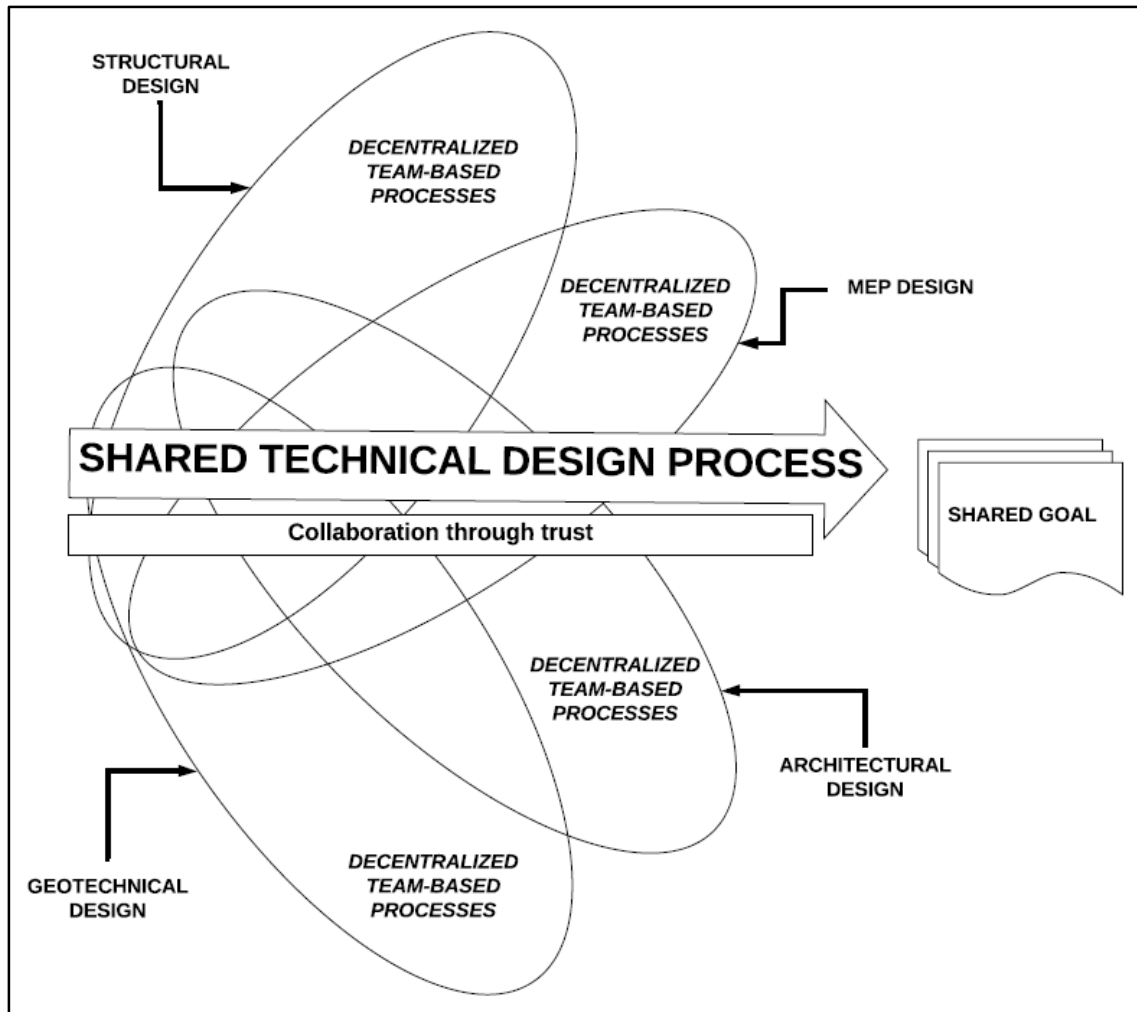 STRUCTURAL
DESIGN
DECENTRALIZED
TEAM-BASED
PROCESSES
DECENTRALIZED
TEAM-BASED
PROCESSES
MEP DESIGN
SHARED TECHNICAL DESIGN PROCESS
Collaboration through trust
SHARED GOAL
DECENTRALIZED
TEAM-BASED
PROCESSES
ARCHITECTURAL
DESIGN
GEOTECHNICAL
DESIGN
DECENTRALIZED
TEAM-BASED
PROCESSES